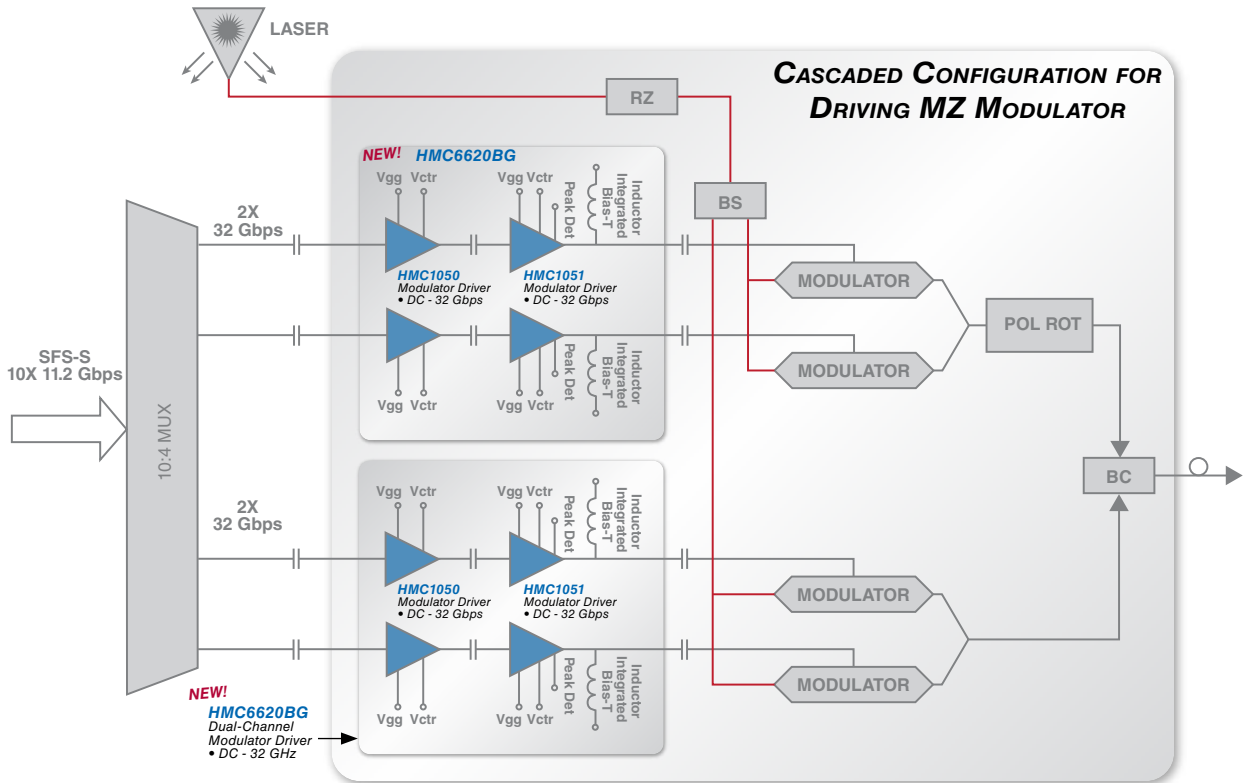 LASER
CASCADED CONFIGURATION FOR
DRIVING MZ MODULATOR
RZ
NEW! HMC6620BG
Vgg Vctr
Vgg Vctr
Peak Det
Inductor
Integrated
Bias-T
BS
2X
32 Gbps
HMC1050
Modulator Driver
• DC - 32 Gbps
HMC1051
Modulator Driver
• DC - 32 Gbps
MODULATOR
POL ROT
MODULATOR
Peak Det
Inductor
Integrated
Bias-T
Vgg Vctr
Vgg Vctr
SFS-S
10X 11.2 Gbps
10:4 MUX
BC
Vgg Vctr
Vgg Vctr
Peak Det
Inductor
Integrated
Bias-T
2X
32 Gbps
HMC1050
Modulator Driver
• DC - 32 Gbps
HMC1051
Modulator Driver
• DC - 32 Gbps
MODULATOR
MODULATOR
Peak Det
Inductor
Integrated
Bias-T
Vgg Vctr
Vgg Vctr
NEW!
HMC6620BG
Dual-Channel
Modulator Driver
• DC - 32 GHz